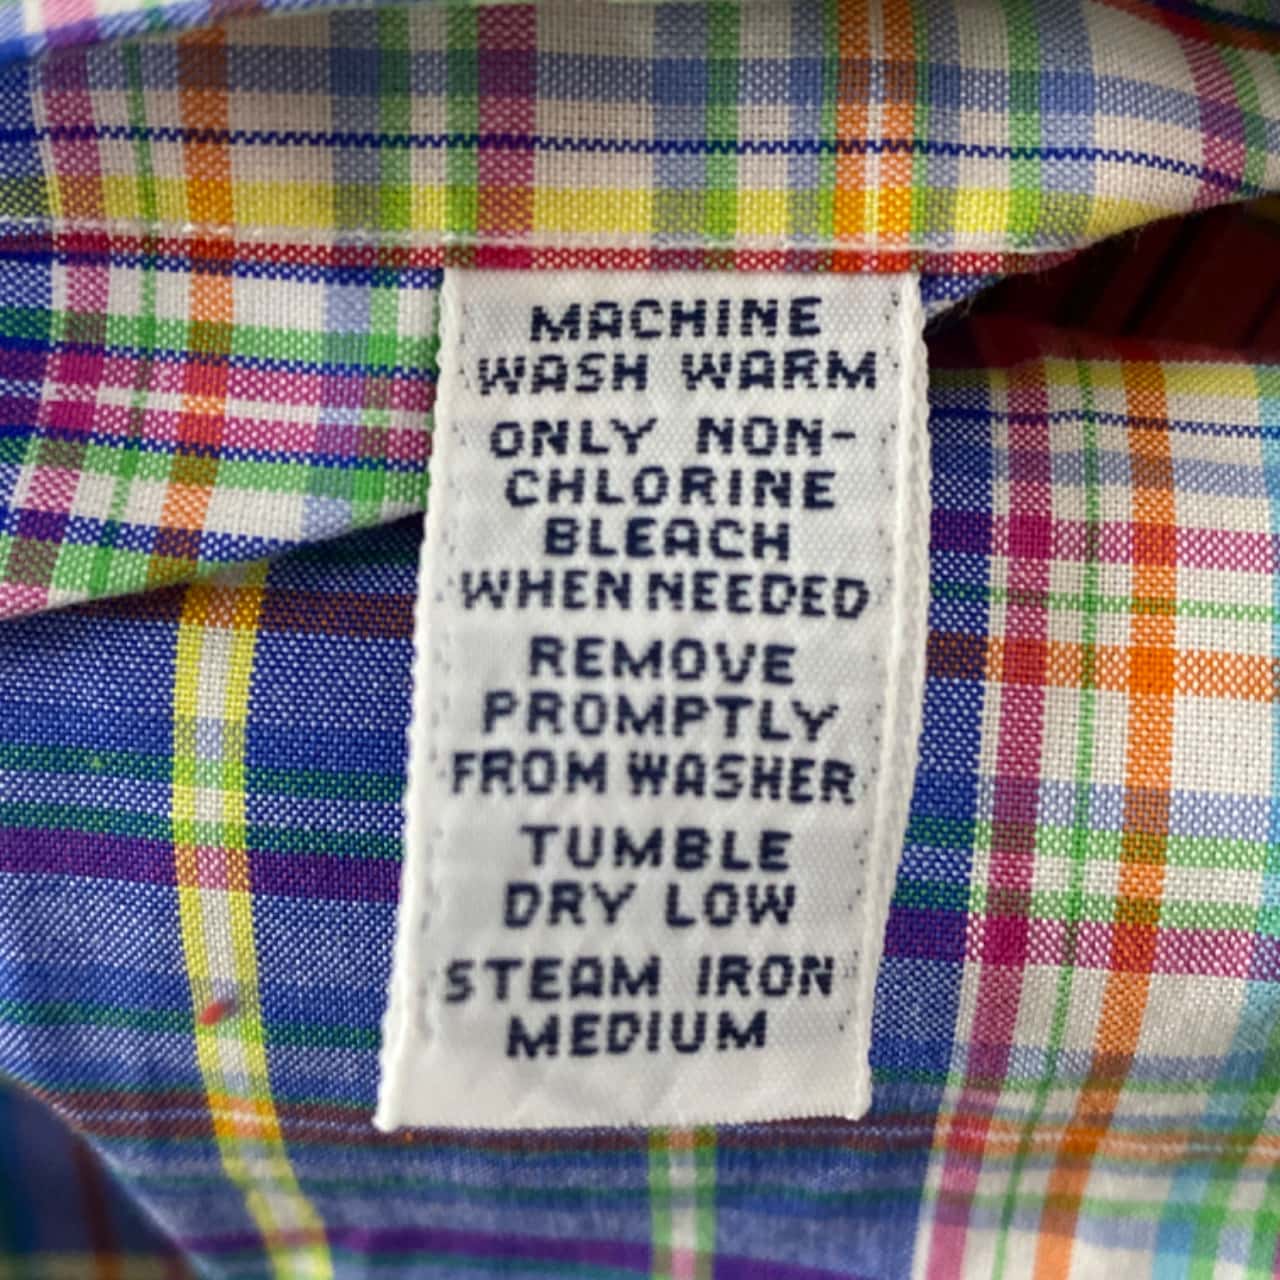 MACHINE
WASH WARM
ONLY NON-
CHLORINE
BLEACH
WHEN NEEDED
REMOVE
PROMPTLY
FROM WASHER
TUMBLE
DRY LOW
STEAM IRON
MEDIUM